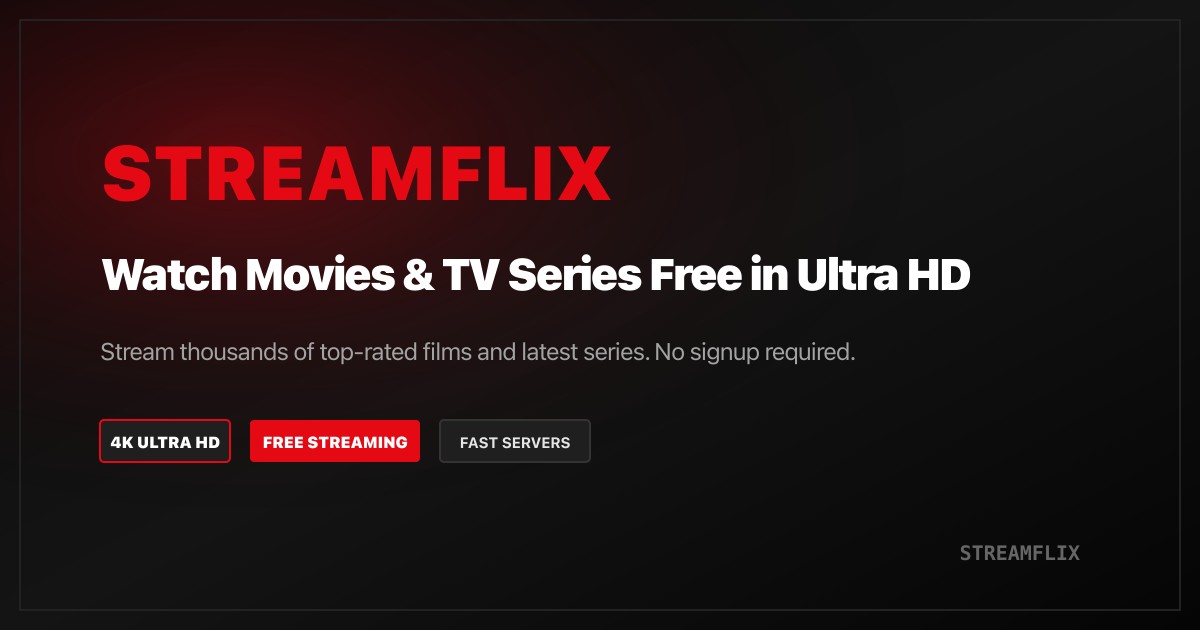 STREAMFLIX
Watch Movies & TV Series Free in Ultra HD
Stream thousands of top-rated films and latest series. No signup required.
4K ULTRA HD FREE STREAMING FAST SERVERS
STREAMFLIX